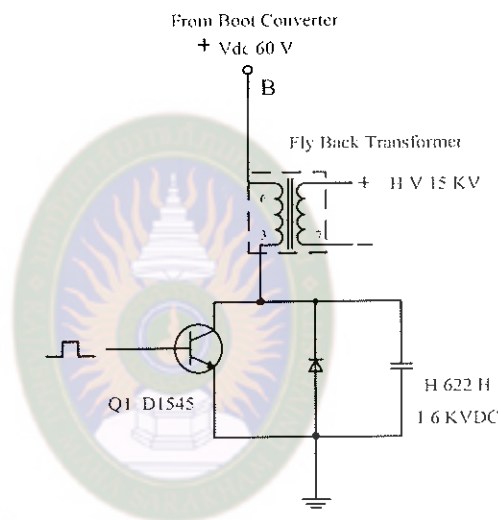 From Boot Converter
+ Vdc 60 V
B
Fly Back Transformer
6
+ H V 15 KV
3
7
Q1 D1545
H 622 H
1 6 KVDC